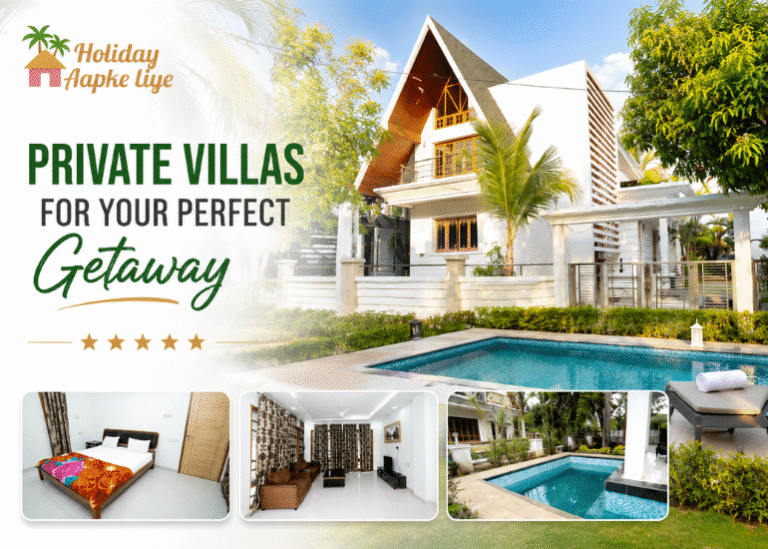 Holiday
Aapke liye
PRIVATE VILLAS
FOR YOUR PERFECT
Getaway